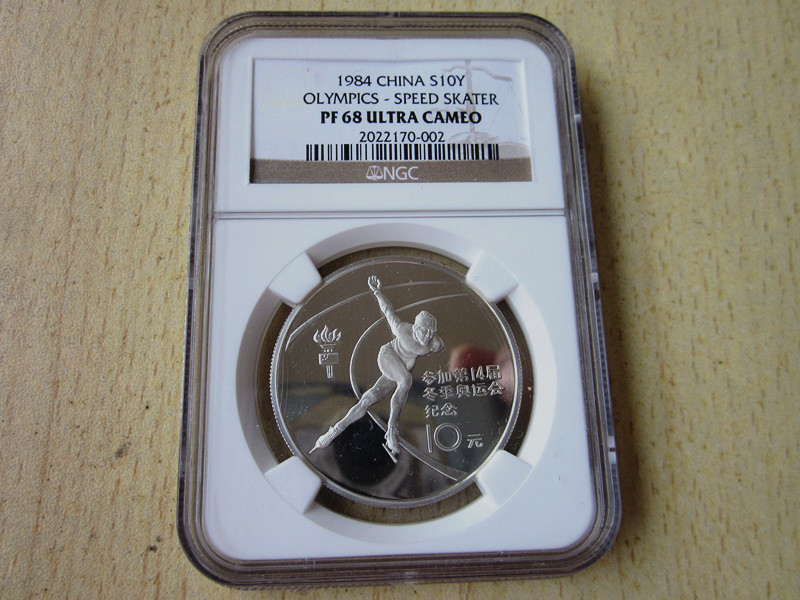 1984 CHINA S10Y
OLYMPICS - SPEED SKATER
PF 68 ULTRA CAMEO
2022170-002
NGC
参加第14届
冬季奥运会
纪念
10元